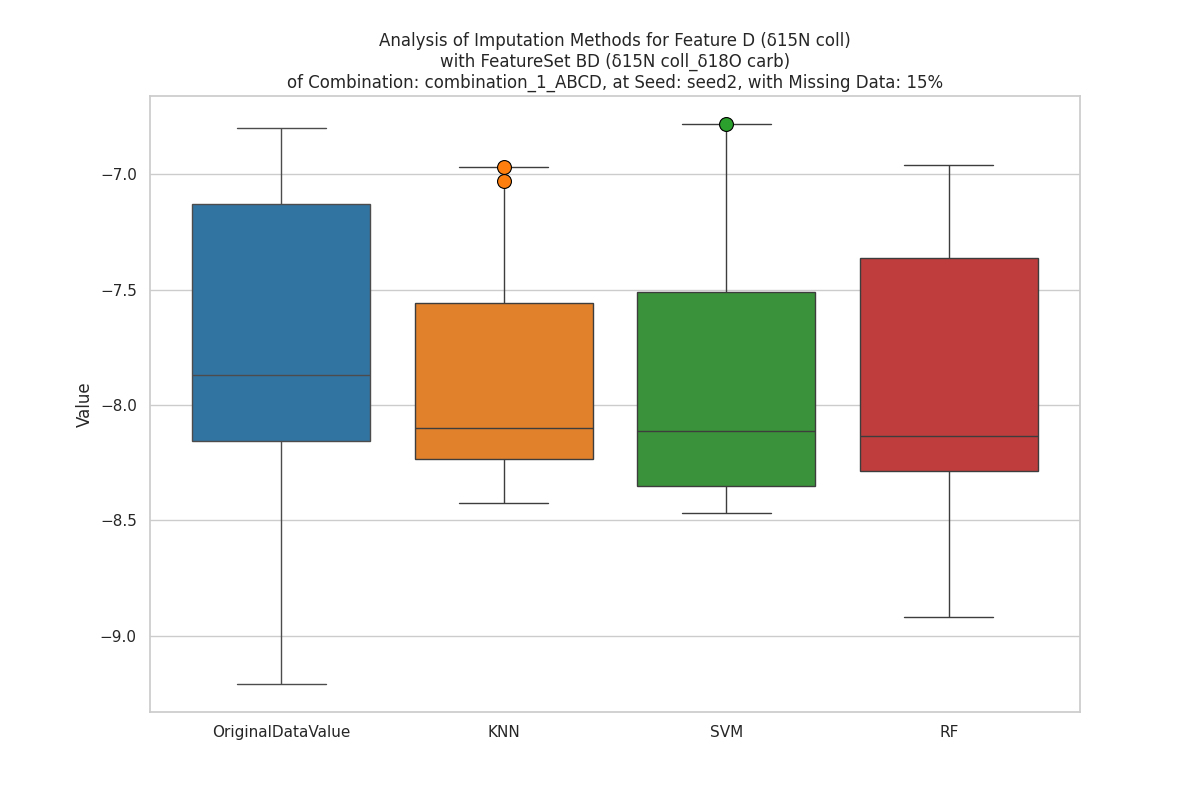 Analysis of Imputation Methods for Feature D (δ15N coll)
with FeatureSet BD (δ15N coll_δ18O carb)
of Combination: combination_1_ABCD, at Seed: seed2, with Missing Data: 15%
Value
−7.0
−7.5
−8.0
−8.5
−9.0
OriginalDataValue
KNN
SVM
RF